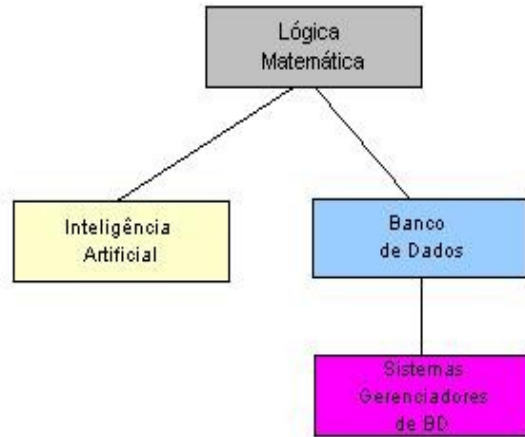 Lógica
Matemática
Inteligência
Artificial
Banco
de Dados
Sistemas
Gerenciadores
de BD